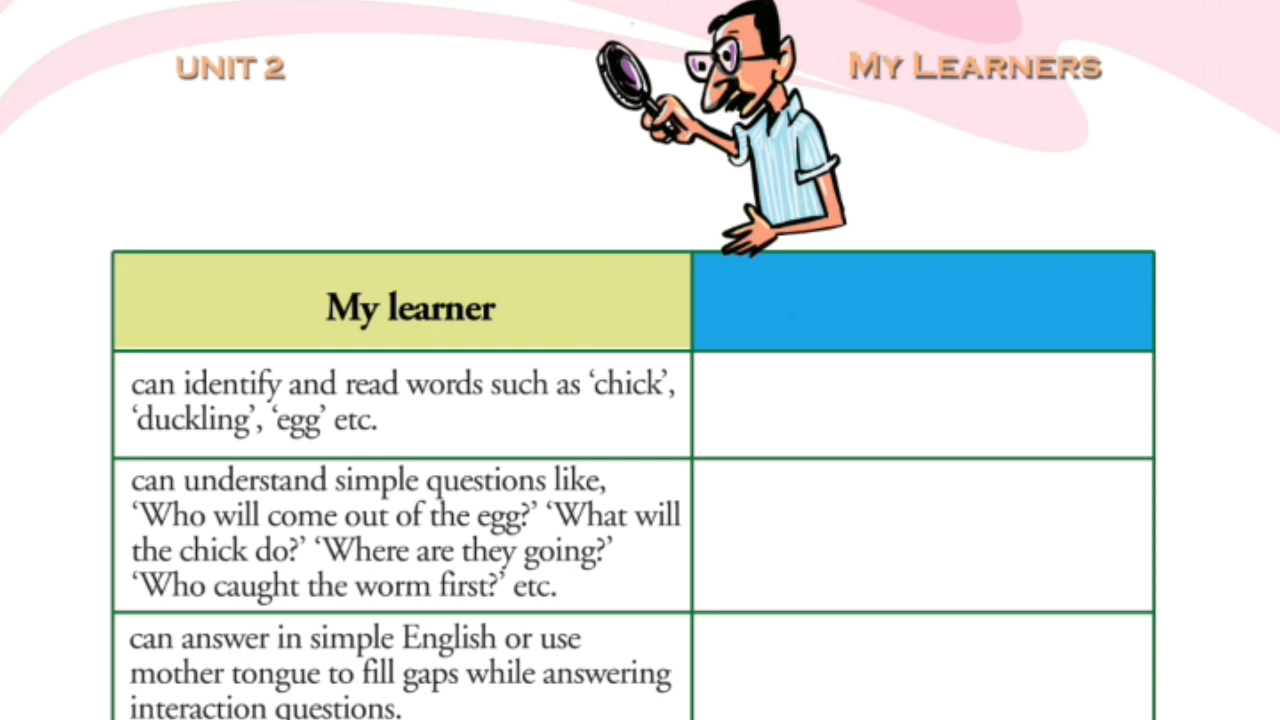 UNIT 2
MY LEARNERS
My learner
can identify and read words such as ‘chick’,
‘duckling’, ‘egg’ etc.
can understand simple questions like,
‘Who will come out of the egg?’ ‘What will
the chick do?’ ‘Where are they going?’
‘Who caught the worm first?’ etc.
can answer in simple English or use
mother tongue to fill gaps while answering
interaction questions.